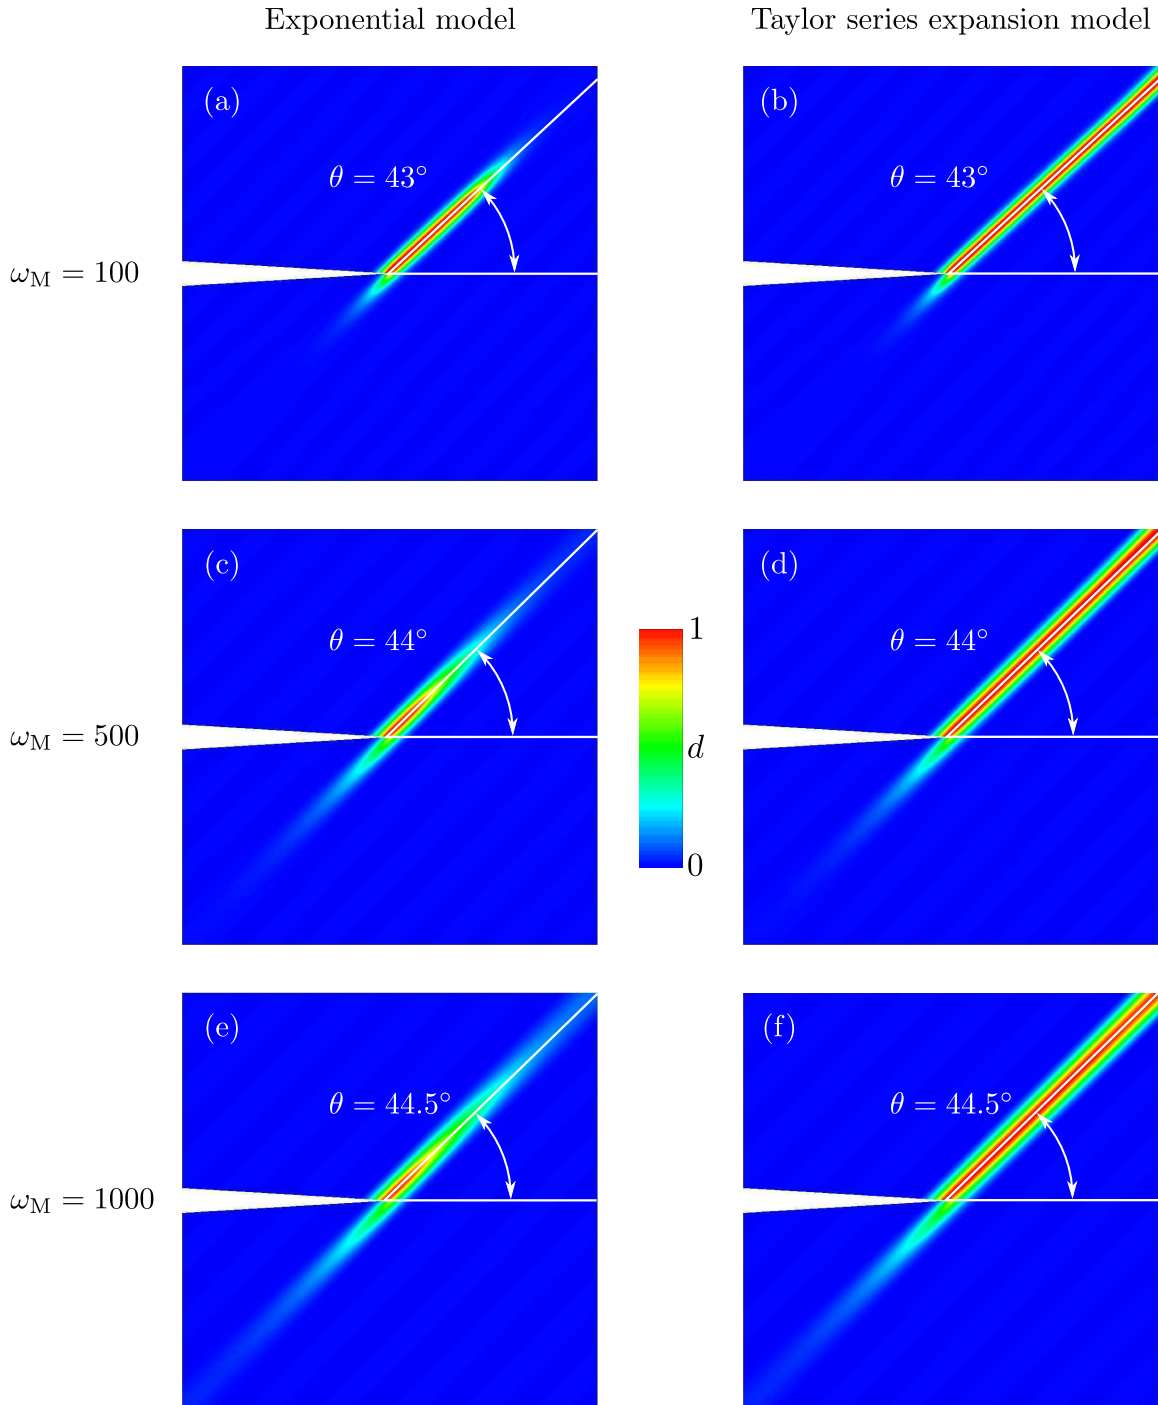 Exponential model
Taylor series expansion model
(a)
θ = 43°
(b)
θ = 43°
ω_M = 100
(c)
θ = 44°
(d)
θ = 44°
ω_M = 500
1
d
0
(e)
θ = 44.5°
(f)
θ = 44.5°
ω_M = 1000